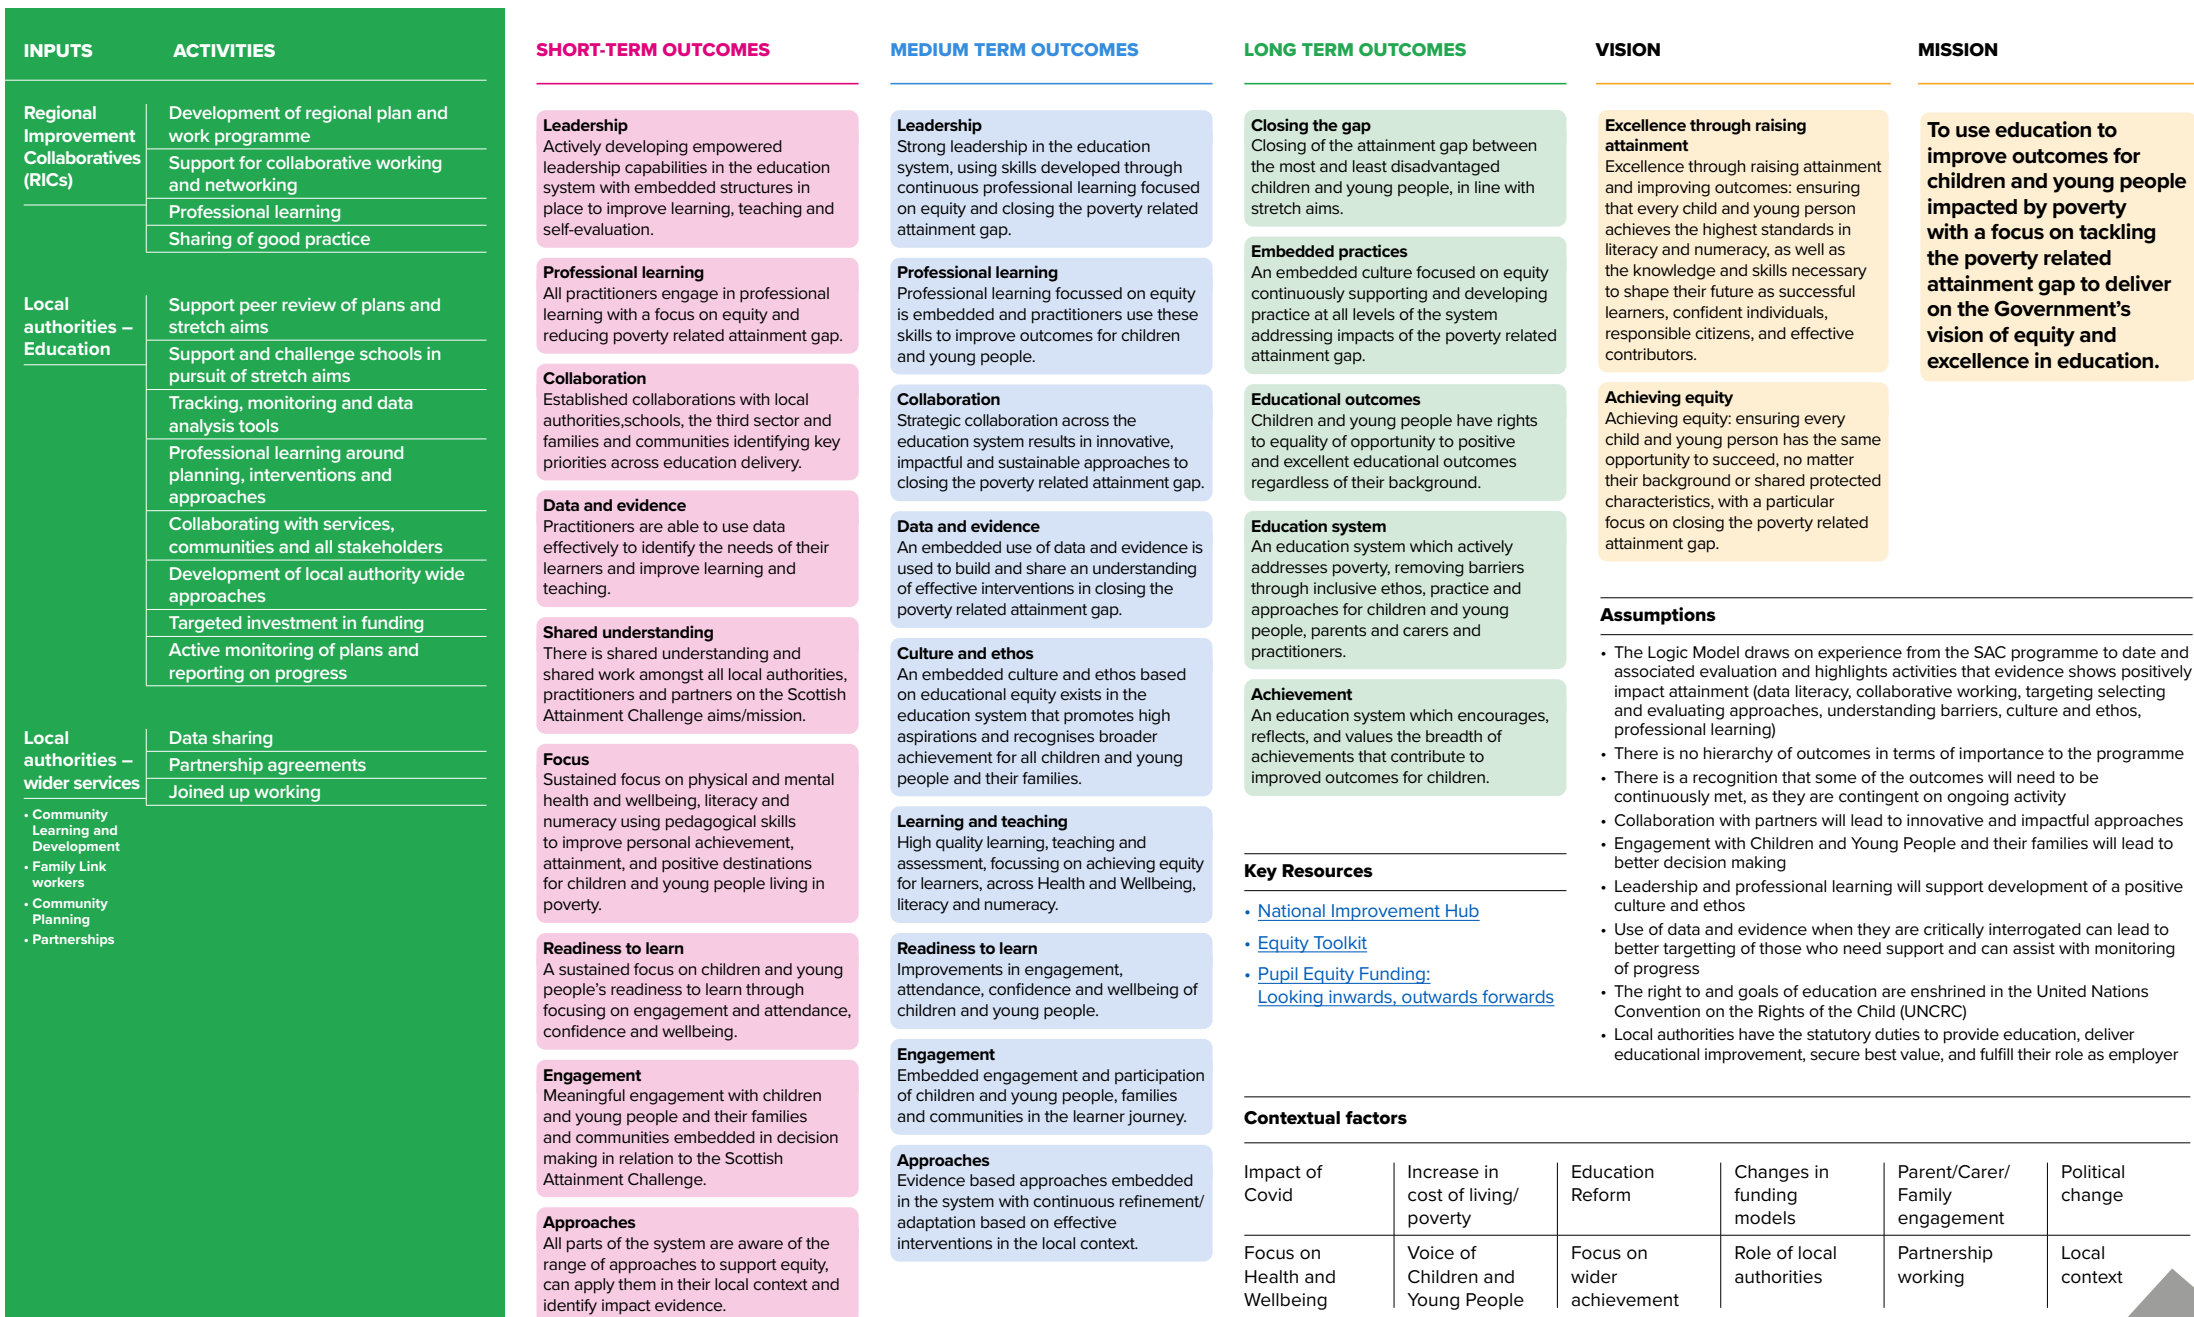 INPUTS
ACTIVITIES
Regional
Improvement
Collaboratives
(RICs)
Development of regional plan and
work programme
Support for collaborative working
and networking
Professional learning
Sharing of good practice
Local
authorities –
Education
Support peer review of plans and
stretch aims
Support and challenge schools in
pursuit of stretch aims
Tracking, monitoring and data
analysis tools
Professional learning around
planning, interventions and
approaches
Collaborating with services,
communities and all stakeholders
Development of local authority wide
approaches
Targeted investment in funding
Active monitoring of plans and
reporting on progress
Local
authorities –
wider services
• Community
Learning and
Development
• Family Link
workers
• Community
Planning
• Partnerships
Data sharing
Partnership agreements
Joined up working
SHORT-TERM OUTCOMES
Leadership
Actively developing empowered
leadership capabilities in the education
system with embedded structures in
place to improve learning, teaching and
self-evaluation.
Professional learning
All practitioners engage in professional
learning with a focus on equity and
reducing poverty related attainment gap.
Collaboration
Established collaborations with local
authorities,schools, the third sector and
families and communities identifying key
priorities across education delivery.
Data and evidence
Practitioners are able to use data
effectively to identify the needs of their
learners and improve learning and
teaching.
Shared understanding
There is shared understanding and
shared work amongst all local authorities,
practitioners and partners on the Scottish
Attainment Challenge aims/mission.
Focus
Sustained focus on physical and mental
health and wellbeing, literacy and
numeracy using pedagogical skills
to improve personal achievement,
attainment, and positive destinations
for children and young people living in
poverty.
Readiness to learn
A sustained focus on children and young
people’s readiness to learn through
focusing on engagement and attendance,
confidence and wellbeing.
Engagement
Meaningful engagement with children
and young people and their families
and communities embedded in decision
making in relation to the Scottish
Attainment Challenge.
Approaches
All parts of the system are aware of the
range of approaches to support equity,
can apply them in their local context and
identify impact evidence.
MEDIUM TERM OUTCOMES
Leadership
Strong leadership in the education
system, using skills developed through
continuous professional learning focused
on equity and closing the poverty related
attainment gap.
Professional learning
Professional learning focussed on equity
is embedded and practitioners use these
skills to improve outcomes for children
and young people.
Collaboration
Strategic collaboration across the
education system results in innovative,
impactful and sustainable approaches to
closing the poverty related attainment gap.
Data and evidence
An embedded use of data and evidence is
used to build and share an understanding
of effective interventions in closing the
poverty related attainment gap.
Culture and ethos
An embedded culture and ethos based
on educational equity exists in the
education system that promotes high
aspirations and recognises broader
achievement for all children and young
people and their families.
Learning and teaching
High quality learning, teaching and
assessment, focussing on achieving equity
for learners, across Health and Wellbeing,
literacy and numeracy.
Readiness to learn
Improvements in engagement,
attendance, confidence and wellbeing of
children and young people.
Engagement
Embedded engagement and participation
of children and young people, families
and communities in the learner journey.
Approaches
Evidence based approaches embedded
in the system with continuous refinement/
adaptation based on effective
interventions in the local context.
LONG TERM OUTCOMES
Closing the gap
Closing of the attainment gap between
the most and least disadvantaged
children and young people, in line with
stretch aims.
Embedded practices
An embedded culture focused on equity
continuously supporting and developing
practice at all levels of the system
addressing impacts of the poverty related
attainment gap.
Educational outcomes
Children and young people have rights
to equality of opportunity to positive
and excellent educational outcomes
regardless of their background.
Education system
An education system which actively
addresses poverty, removing barriers
through inclusive ethos, practice and
approaches for children and young
people, parents and carers and
practitioners.
Achievement
An education system which encourages,
reflects, and values the breadth of
achievements that contribute to
improved outcomes for children.
Key Resources
• National Improvement Hub
• Equity Toolkit
• Pupil Equity Funding:
Looking inwards, outwards forwards
VISION
Excellence through raising
attainment
Excellence through raising attainment
and improving outcomes: ensuring
that every child and young person
achieves the highest standards in
literacy and numeracy, as well as
the knowledge and skills necessary
to shape their future as successful
learners, confident individuals,
responsible citizens, and effective
contributors.
Achieving equity
Achieving equity: ensuring every
child and young person has the same
opportunity to succeed, no matter
their background or shared protected
characteristics, with a particular
focus on closing the poverty related
attainment gap.
MISSION
To use education to
improve outcomes for
children and young people
impacted by poverty
with a focus on tackling
the poverty related
attainment gap to deliver
on the Government’s
vision of equity and
excellence in education.
Assumptions
• The Logic Model draws on experience from the SAC programme to date and
associated evaluation and highlights activities that evidence shows positively
impact attainment (data literacy, collaborative working, targeting selecting
and evaluating approaches, understanding barriers, culture and ethos,
professional learning)
• There is no hierarchy of outcomes in terms of importance to the programme
• There is a recognition that some of the outcomes will need to be
continuously met, as they are contingent on ongoing activity
• Collaboration with partners will lead to innovative and impactful approaches
• Engagement with Children and Young People and their families will lead to
better decision making
• Leadership and professional learning will support development of a positive
culture and ethos
• Use of data and evidence when they are critically interrogated can lead to
better targetting of those who need support and can assist with monitoring
of progress
• The right to and goals of education are enshrined in the United Nations
Convention on the Rights of the Child (UNCRC)
• Local authorities have the statutory duties to provide education, deliver
educational improvement, secure best value, and fulfill their role as employer
Contextual factors
Impact of
Covid
Increase in
cost of living/
poverty
Education
Reform
Changes in
funding
models
Parent/Carer/
Family
engagement
Political
change
Focus on
Health and
Wellbeing
Voice of
Children and
Young People
Focus on
wider
achievement
Role of local
authorities
Partnership
working
Local
context